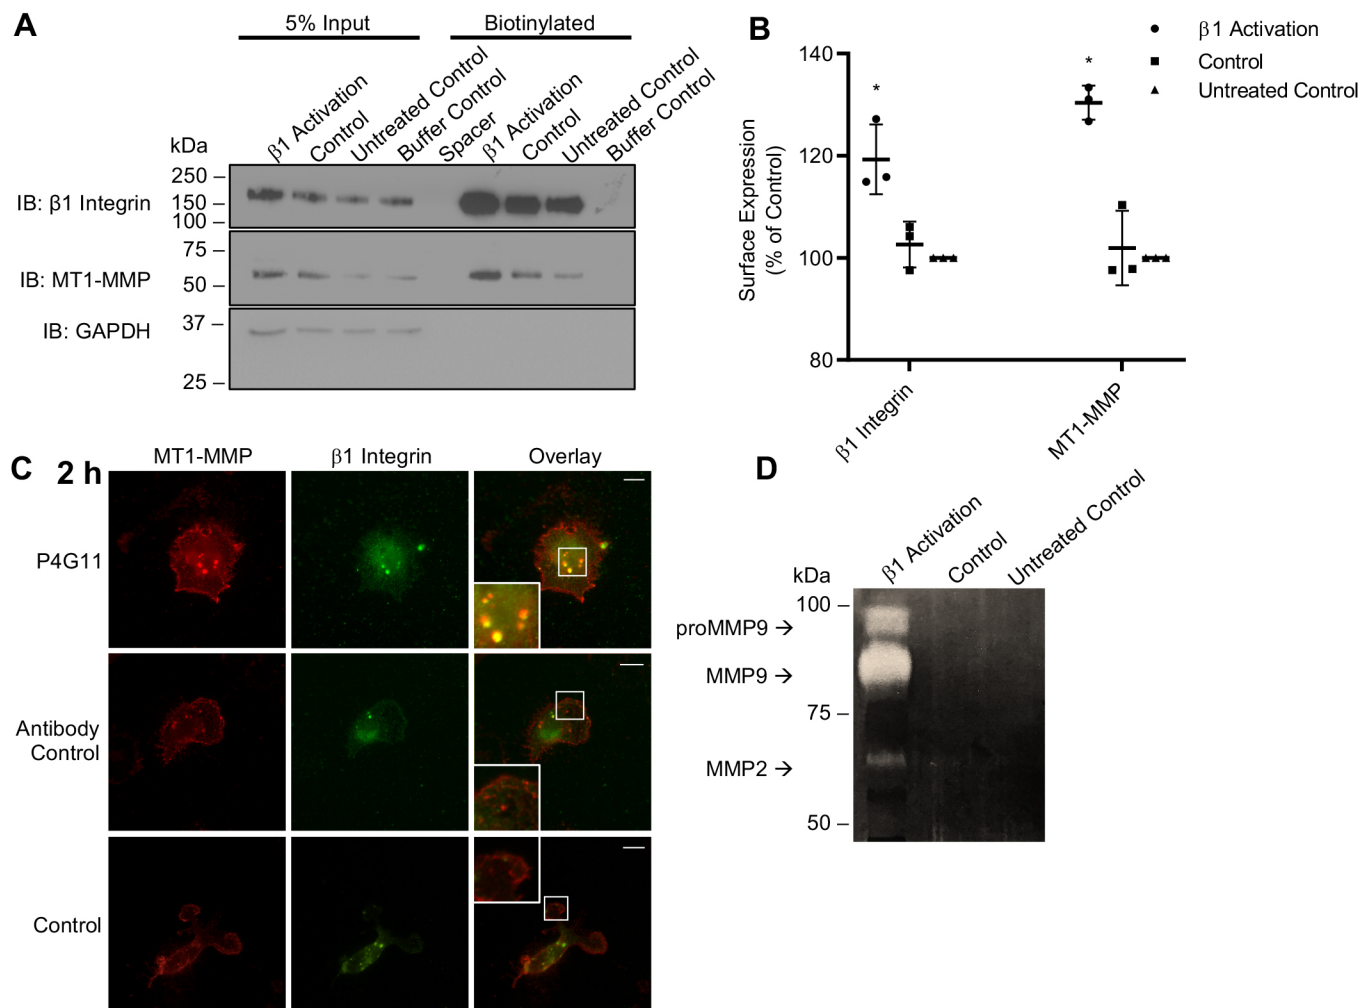 A
5% Input
Biotinylated
β1 Activation
Control
Untreated Control
Buffer Control
Spacer
β1 Activation
Control
Untreated Control
Buffer Control
kDa
250 –
150 –
100 –
IB: β1 Integrin
75 –
50 –
IB: MT1-MMP
37 –
25 –
IB: GAPDH
B
β1 Activation
Control
Untreated Control
Surface Expression
(% of Control)
140
120
100
80
*
*
β1 Integrin
MT1-MMP
C
2 h
MT1-MMP
β1 Integrin
Overlay
P4G11
Antibody
Control
Control
D
β1 Activation
Control
Untreated Control
kDa
100 –
proMMP9 →
MMP9 →
75 –
MMP2 →
50 –